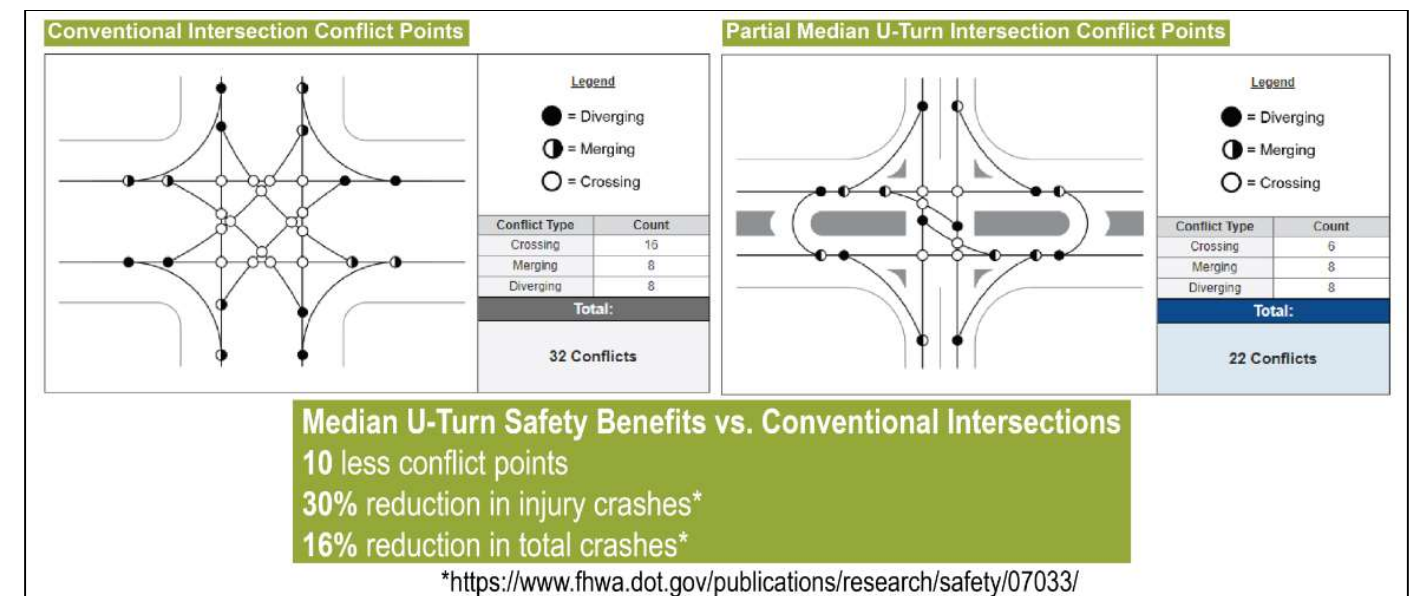 Conventional Intersection Conflict Points
Legend
= Diverging
= Merging
= Crossing
Conflict Type Count
Crossing 16
Merging 8
Diverging 8
Total:
32 Conflicts
Partial Median U-Turn Intersection Conflict Points
Legend
= Diverging
= Merging
= Crossing
Conflict Type Count
Crossing 6
Merging 8
Diverging 8
Total:
22 Conflicts
Median U-Turn Safety Benefits vs. Conventional Intersections
10 less conflict points
30% reduction in injury crashes*
16% reduction in total crashes*
*https://www.fhwa.dot.gov/publications/research/safety/07033/